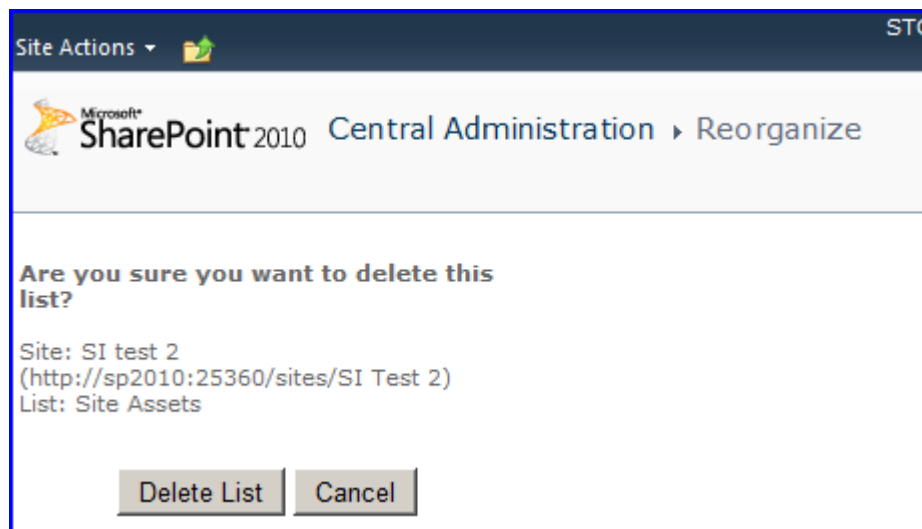 STO
Site Actions
Microsoft®
SharePoint 2010 Central Administration Reorganize
Are you sure you want to delete this
list?
Site: SI test 2
(http://sp2010:25360/sites/SI Test 2)
List: Site Assets
Delete List Cancel